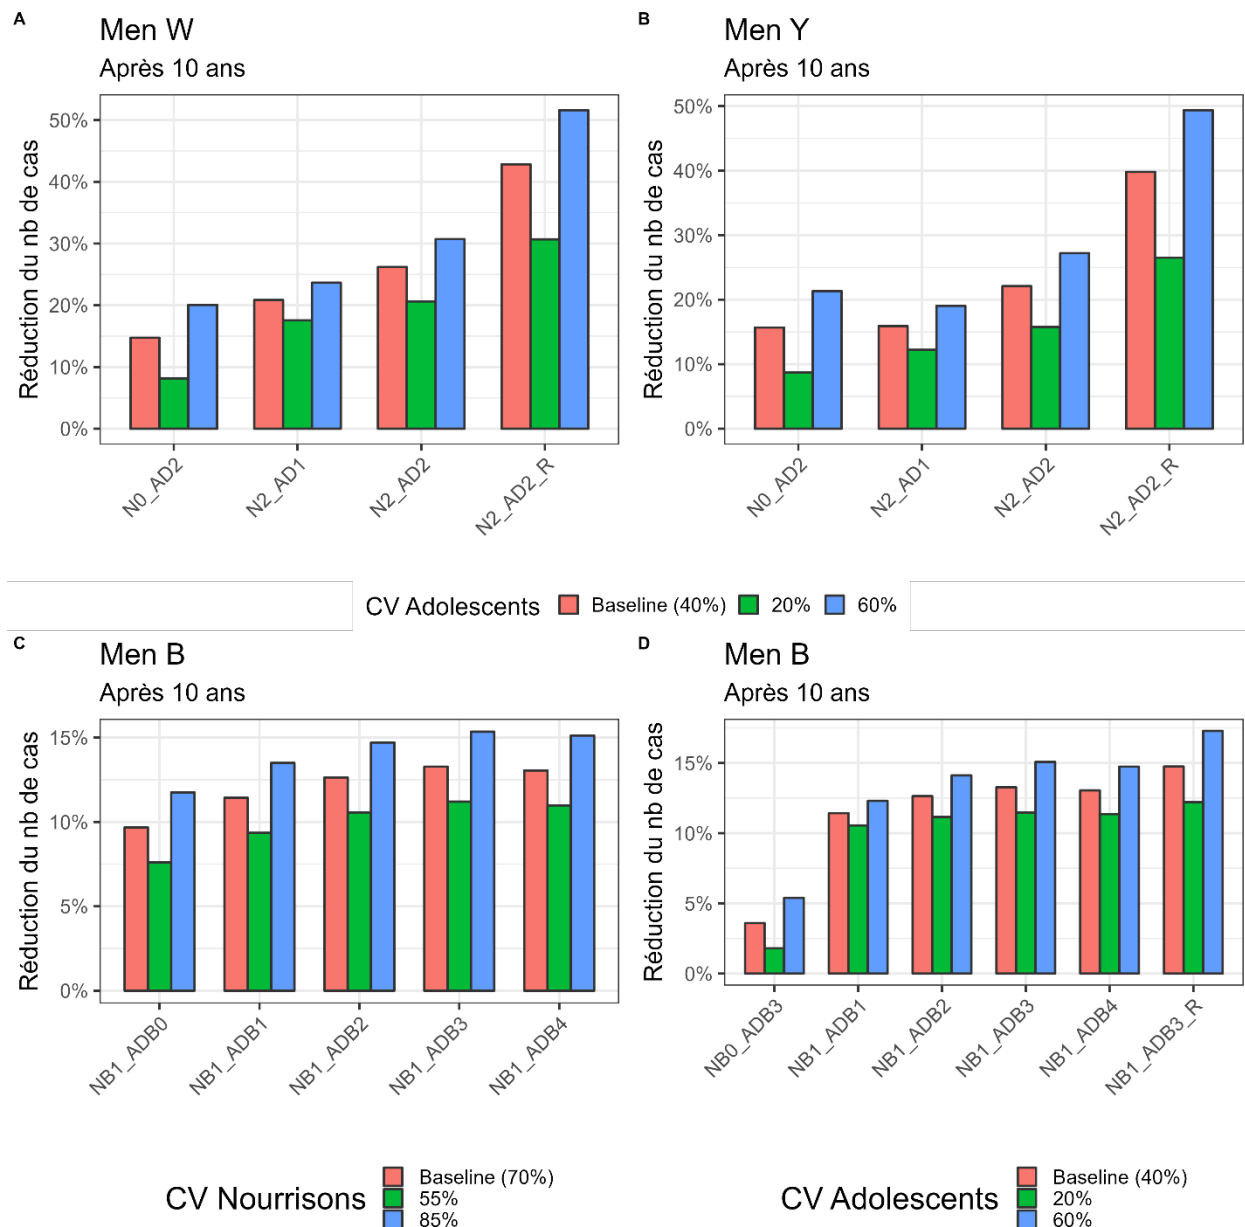 A
Men W
Après 10 ans
Réduction du nb de cas
50%
40%
30%
20%
10%
0%
N0_AD2
N2_AD1
N2_AD2
N2_AD2_R
B
Men Y
Après 10 ans
Réduction du nb de cas
50%
40%
30%
20%
10%
0%
N0_AD2
N2_AD1
N2_AD2
N2_AD2_R
CV Adolescents Baseline (40%) 20% 60%
C
Men B
Après 10 ans
Réduction du nb de cas
15%
10%
5%
0%
NB1_ADB0
NB1_ADB1
NB1_ADB2
NB1_ADB3
NB1_ADB4
CV Nourrisons
Baseline (70%)
55%
85%
D
Men B
Après 10 ans
Réduction du nb de cas
15%
10%
5%
0%
NB0_ADB3
NB1_ADB1
NB1_ADB2
NB1_ADB3
NB1_ADB4
NB1_ADB3_R
CV Adolescents
Baseline (40%)
20%
60%